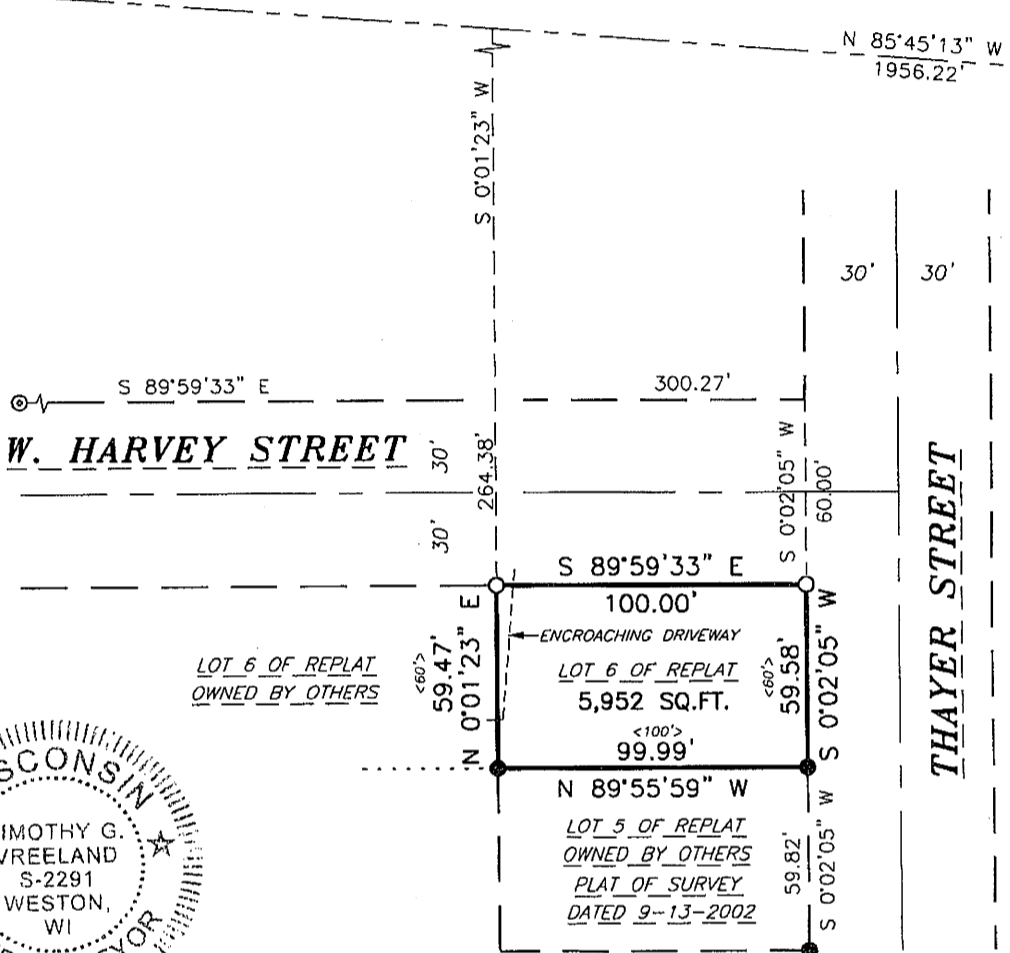 N 85°45'13" W
1956.22'
S 0°01'23" W
30'
30'
S 89°59'33" E
300.27'
W. HARVEY STREET
30'
30'
264.38'
S 0°02'05" W
60.00'
THAYER STREET
S 89°59'33" E
100.00'
ENCROACHING DRIVEWAY
LOT 6 OF REPLAT
OWNED BY OTHERS
<60'>
59.47'
N 0°01'23" E
LOT 6 OF REPLAT
5,952 SQ.FT.
<100'>
99.99'
<60'>
59.58'
S 0°02'05" W
N 89°55'59" W
LOT 5 OF REPLAT
OWNED BY OTHERS
PLAT OF SURVEY
DATED 9-13-2002
59.82'
S 0°02'05" W
SCONSIN
IMOTHY G.
VREELAND
S-2291
WESTON,
WI
YOR